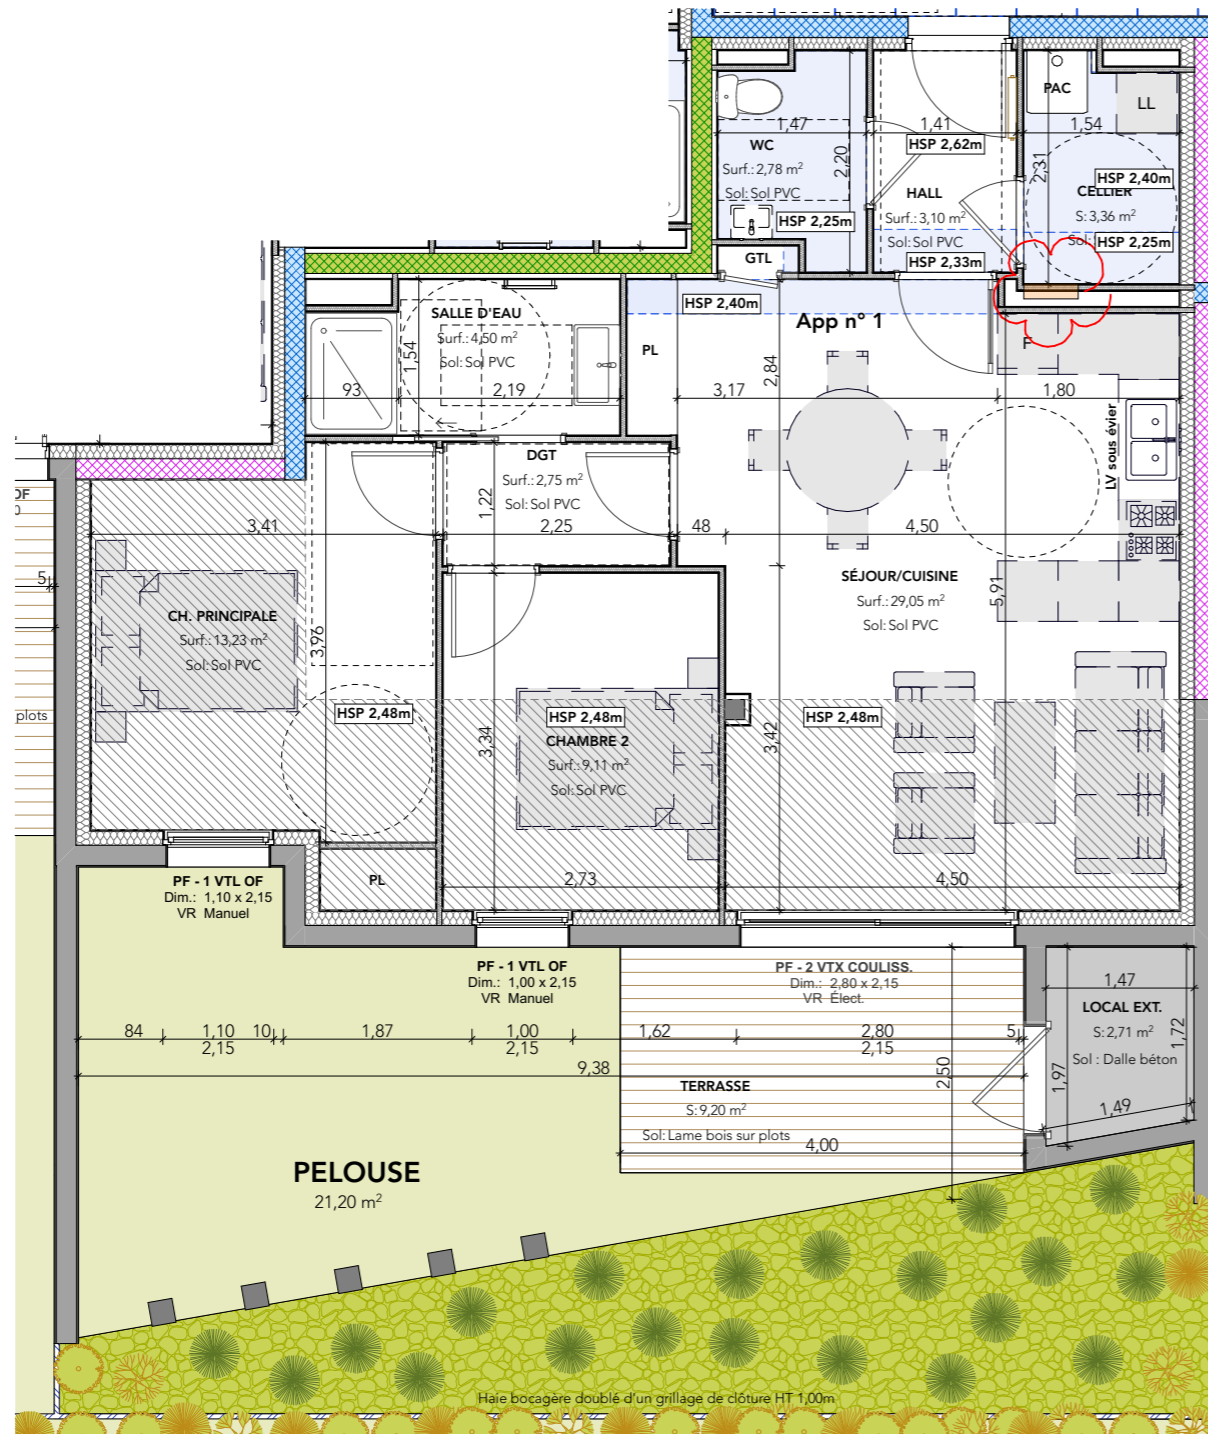 PAC
LL
1,47
1,41
1,54
WC
Surf.: 2,78 m²
Sol: Sol PVC
2,20
HSP 2,62m
2,31
HSP 2,40m
CELLIER
S: 3,36 m²
Sol:
HSP 2,25m
HALL
Surf.: 3,10 m²
Sol: Sol PVC
HSP 2,33m
HSP 2,25m
GTL
HSP 2,40m
App n° 1
SALLE D'EAU
Surf.: 4,50 m²
Sol: Sol PVC
1,54
93
2,19
PL
2,84
3,17
1,80
F
LV sous évier
DGT
Surf.: 2,75 m²
Sol: Sol PVC
1,22
2,25
48
4,50
3,41
OF
0
5
plots
CH. PRINCIPALE
Surf.: 13,23 m²
Sol: Sol PVC
3,96
HSP 2,48m
SÉJOUR/CUISINE
Surf.: 29,05 m²
Sol: Sol PVC
5,91
HSP 2,48m
HSP 2,48m
CHAMBRE 2
Surf.: 9,11 m²
Sol: Sol PVC
3,34
3,42
PL
2,73
4,50
PF - 1 VTL OF
Dim.: 1,10 x 2,15
VR Manuel
PF - 1 VTL OF
Dim.: 1,00 x 2,15
VR Manuel
PF - 2 VTX COULISS.
Dim.: 2,80 x 2,15
VR Élect.
1,47
LOCAL EXT.
S: 2,71 m²
Sol : Dalle béton
1,72
1,97
1,49
84
1,10
2,15
10
1,87
1,00
2,15
1,62
2,80
2,15
5
9,38
2,50
TERRASSE
S: 9,20 m²
Sol: Lame bois sur plots
4,00
PELOUSE
21,20 m²
Haie bocagère doublé d'un grillage de clôture HT 1,00m